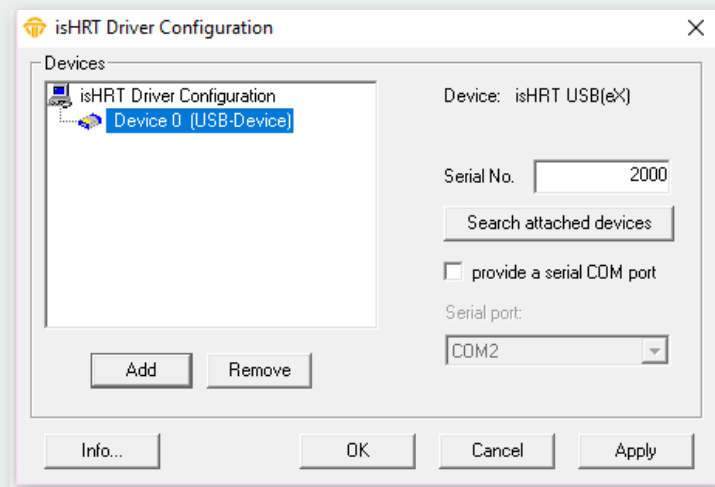 isHRT Driver Configuration
Devices
isHRT Driver Configuration
Device 0 (USB-Device)
Device: isHRT USB(eX)
Serial No. 2000
Search attached devices
provide a serial COM port
Serial port:
COM2
Add Remove
Info... OK Cancel Apply